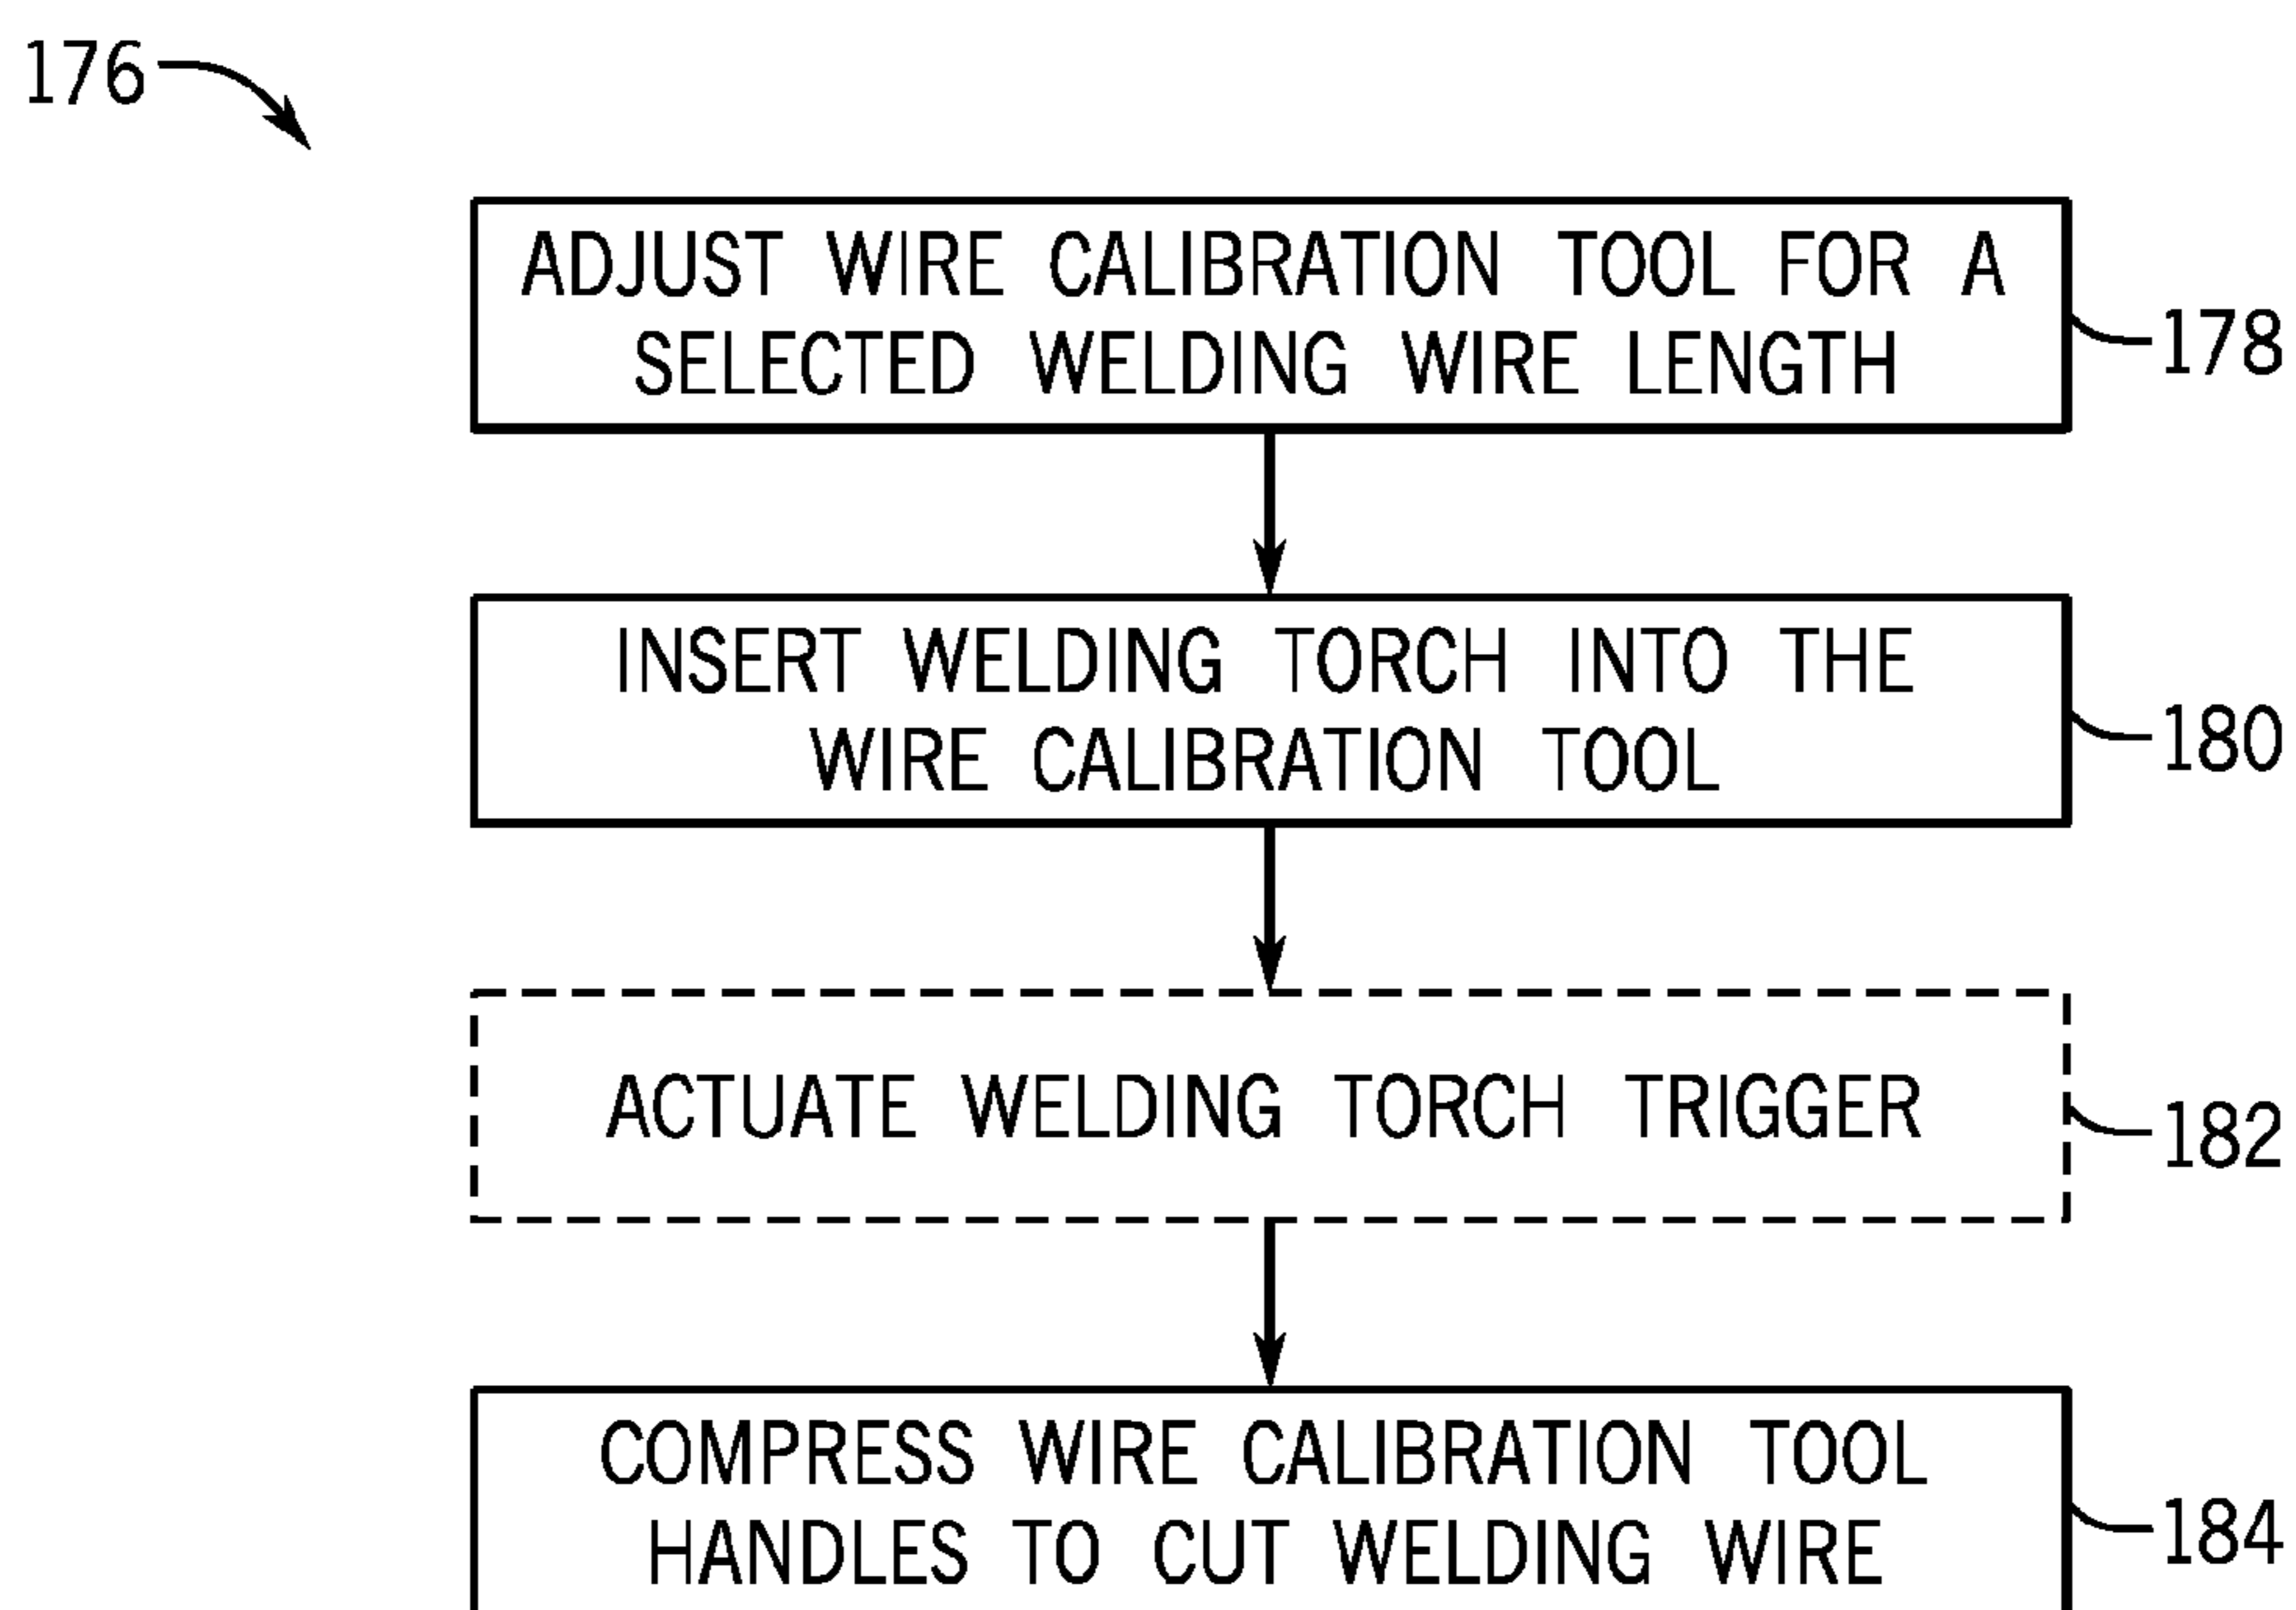 176
ADJUST WIRE CALIBRATION TOOL FOR A
SELECTED WELDING WIRE LENGTH
178
INSERT WELDING TORCH INTO THE
WIRE CALIBRATION TOOL
180
ACTUATE WELDING TORCH TRIGGER
182
COMPRESS WIRE CALIBRATION TOOL
HANDLES TO CUT WELDING WIRE
184